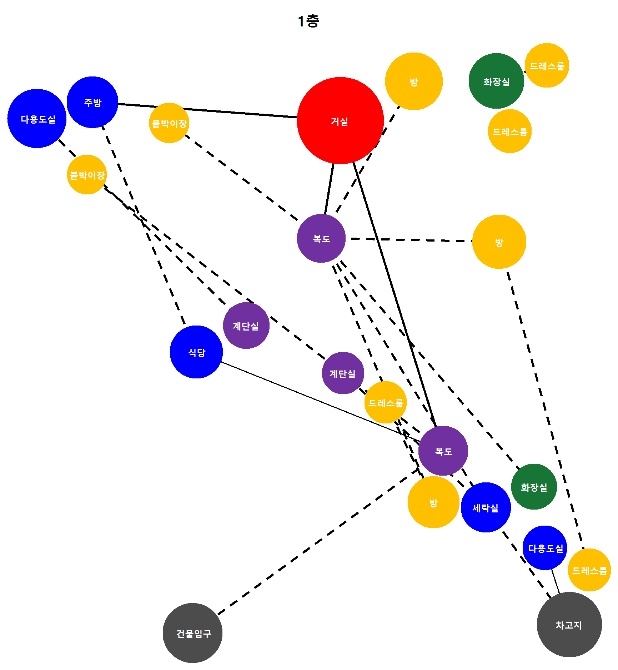 1층
드레스룸
방
화장실
주방
다용도실
거실
붙박이장
드레스룸
붙박이장
복도
방
계단실
식당
계단실
드레스룸
복도
화장실
방
세탁실
다용도실
드레스룸
차고지
건물입구